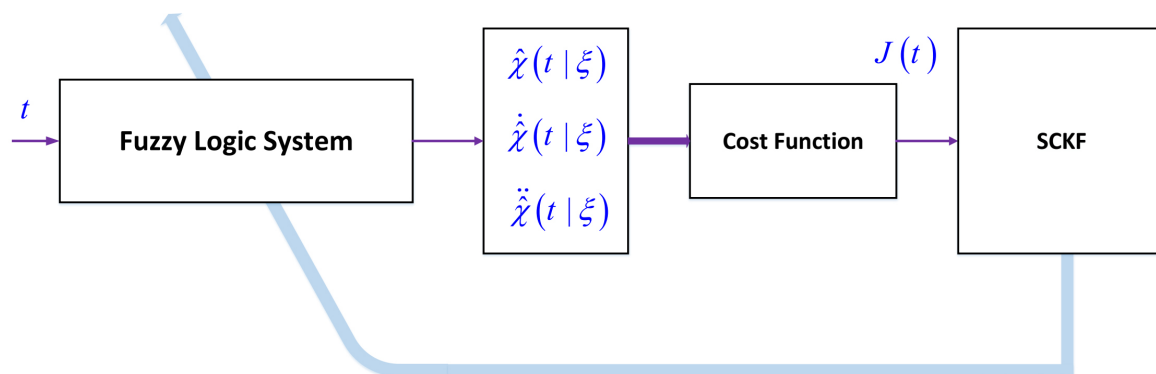 t
Fuzzy Logic System
χ̂(t | ξ)
χ̂̇(t | ξ)
χ̂̈(t | ξ)
Cost Function
J(t)
SCKF